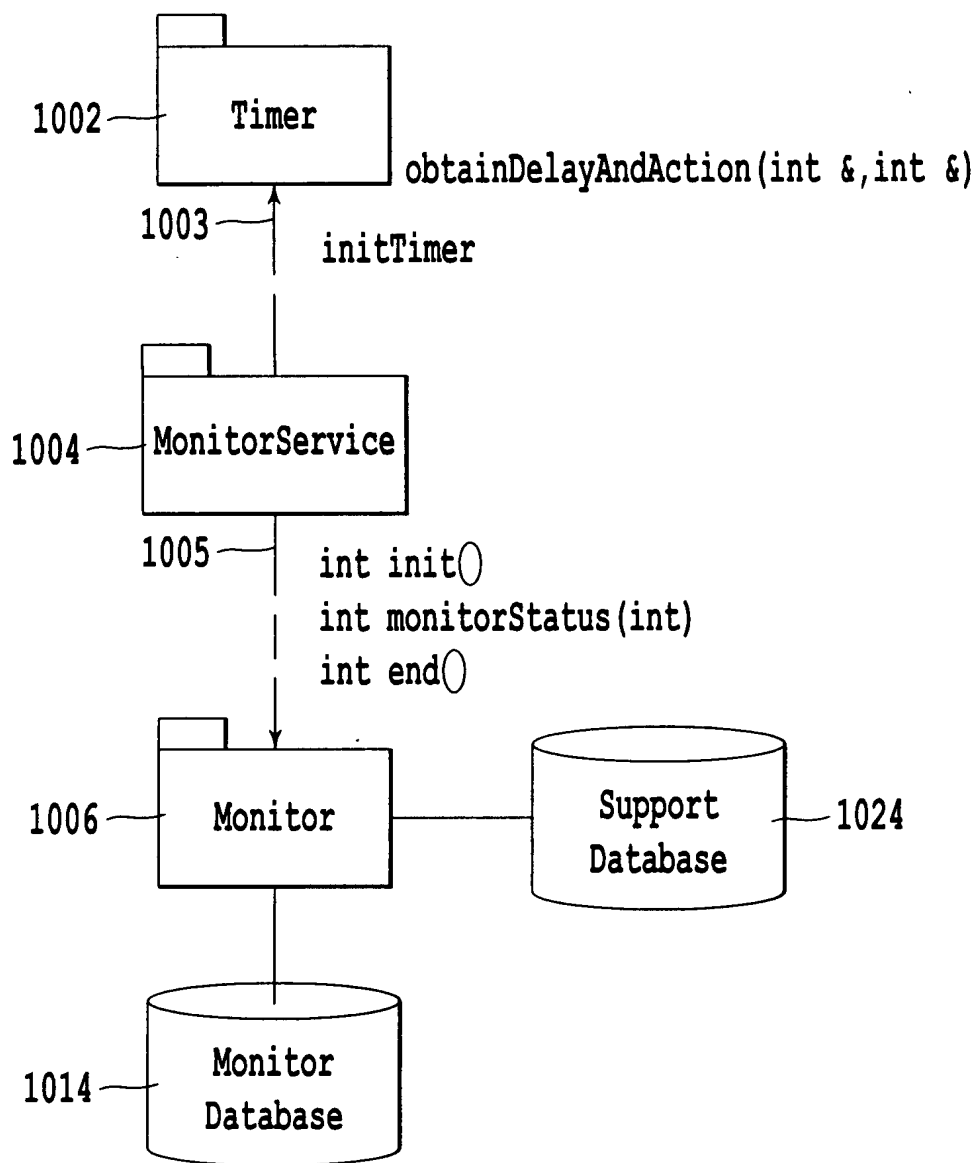 1002
Timer
obtainDelayAndAction(int &,int &)
1003
initTimer
1004
MonitorService
1005
int init()
int monitorStatus(int)
int end()
1006
Monitor
Support
Database
1024
1014
Monitor
Database